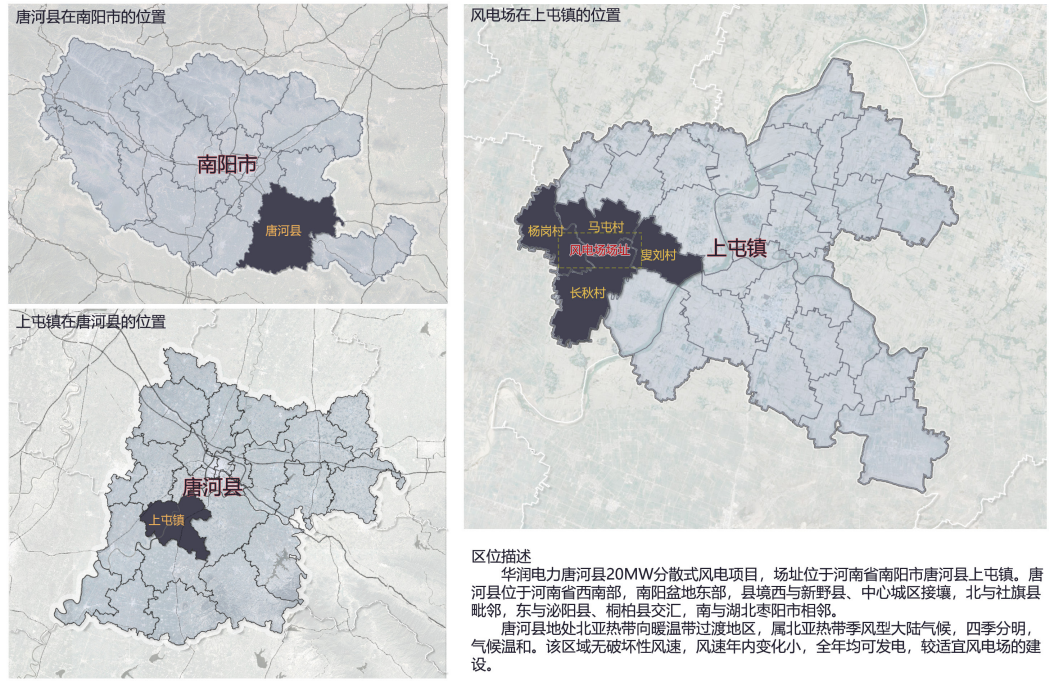 唐河县在南阳市的位置
南阳市
唐河县
上屯镇在唐河县的位置
唐河县
上屯镇
风电场在上屯镇的位置
杨岗村
马屯村
风电场场址
叟刘村
上屯镇
长秋村
区位描述
华润电力唐河县20MW分散式风电项目，场址位于河南省南阳市唐河县上屯镇。唐
河县位于河南省西南部，南阳盆地东部，县境西与新野县、中心城区接壤，北与社旗县
毗邻，东与泌阳县、桐柏县交汇，南与湖北枣阳市相邻。
唐河县地处北亚热带向暖温带过渡地区，属北亚热带季风型大陆气候，四季分明，
气候温和。该区域无破坏性风速，风速年内变化小，全年均可发电，较适宜风电场的建
设。